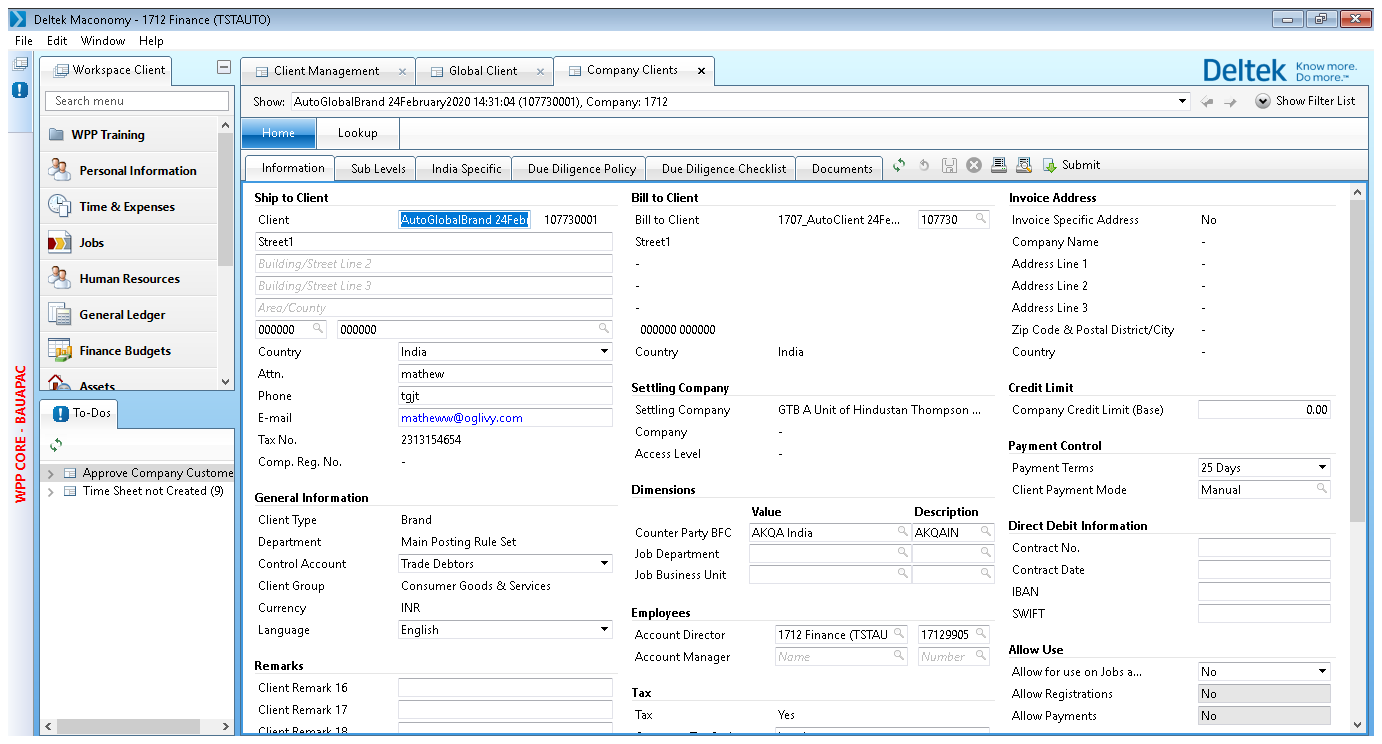 Deltek Maconomy - 1712 Finance (TSTAUTO)
File Edit Window Help
WPP CORE - BAUAPAC
Workspace Client
Search menu
WPP Training
Personal Information
Time & Expenses
Jobs
Human Resources
General Ledger
Finance Budgets
Assets
To-Dos
Approve Company Custome
Time Sheet not Created (9)
Client Management Global Client Company Clients
Deltek Know more.
Do more.™
Show: AutoGlobalBrand 24February2020 14:31:04 (107730001), Company: 1712 Show Filter List
Home Lookup
Information Sub Levels India Specific Due Diligence Policy Due Diligence Checklist Documents Submit
Ship to Client
Client AutoGlobalBrand 24Feb 107730001
Street1
Building/Street Line 2
Building/Street Line 3
Area/County
000000 000000
Country India
Attn. mathew
Phone tgjt
E-mail matheww@oglivy.com
Tax No. 2313154654
Comp. Reg. No. -
General Information
Client Type Brand
Department Main Posting Rule Set
Control Account Trade Debtors
Client Group Consumer Goods & Services
Currency INR
Language English
Remarks
Client Remark 16
Client Remark 17
Client Remark 18
Bill to Client
Bill to Client 1707_AutoClient 24Fe... 107730
Street1
-
-
-
000000 000000
Country India
Settling Company
Settling Company GTB A Unit of Hindustan Thompson ...
Company -
Access Level -
Dimensions
Value Description
Counter Party BFC AKQA India AKQAIN
Job Department
Job Business Unit
Employees
Account Director 1712 Finance (TSTAU 17129905
Account Manager Name Number
Tax
Tax Yes
Invoice Address
Invoice Specific Address No
Company Name -
Address Line 1 -
Address Line 2 -
Address Line 3 -
Zip Code & Postal District/City -
Country -
Credit Limit
Company Credit Limit (Base) 0.00
Payment Control
Payment Terms 25 Days
Client Payment Mode Manual
Direct Debit Information
Contract No.
Contract Date
IBAN
SWIFT
Allow Use
Allow for use on Jobs a... No
Allow Registrations No
Allow Payments No